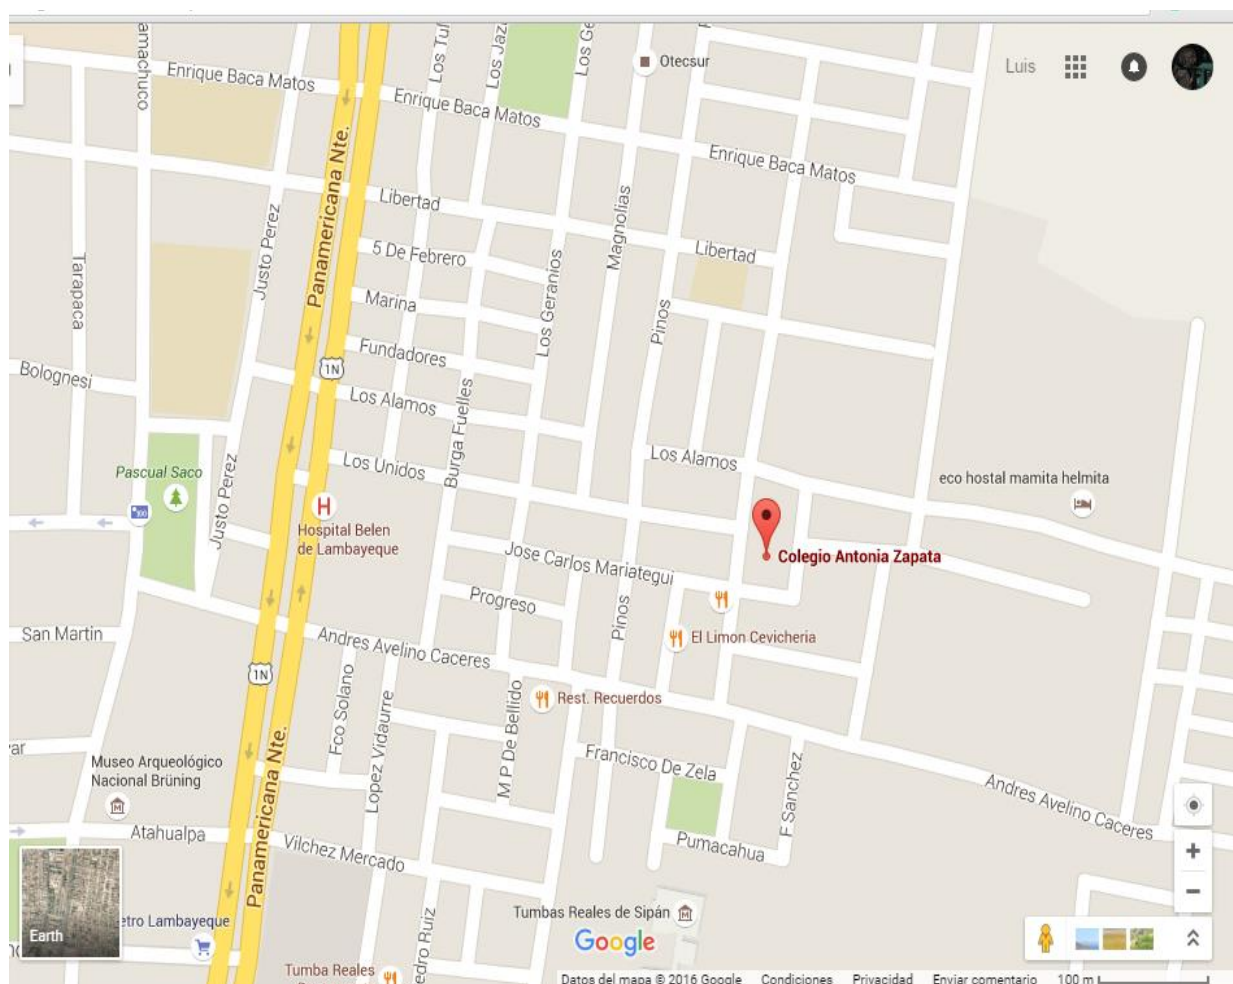 Luis
Otecsur
Los Tul
Los Jaz
Los Ge
amachuco
Enrique Baca Matos
Enrique Baca Matos
Enrique Baca Matos
Panamericana Nte.
Libertad
Libertad
Justo Perez
Magnolias
5 De Febrero
Tarapaca
Marina
Los Geranios
Pinos
Fundadores
1N
Bolognesi
Los Alamos
Burga Fuelles
Los Alamos
Los Unidos
Pascual Saco
Justo Perez
eco hostal mamita helmita
H
Hospital Belen
de Lambayeque
Jose Carlos Mariategui
Colegio Antonia Zapata
Progreso
Pinos
San Martin
Andres Avelino Caceres
El Limon Cevicheria
1N
Fco Solano
Lopez Vidaurre
M P De Bellido
Rest. Recuerdos
Panamericana Nte.
Museo Arqueológico
Nacional Brüning
Francisco De Zela
F Sanchez
Andres Avelino Caceres
Atahualpa
Vilchez Mercado
Pumacahua
Earth
etro Lambayeque
edro Ruiz
Tumbas Reales de Sipán
Google
Tumba Reales
Datos del mapa © 2016 Google
Condiciones
Privacidad
Enviar comentario
100 m